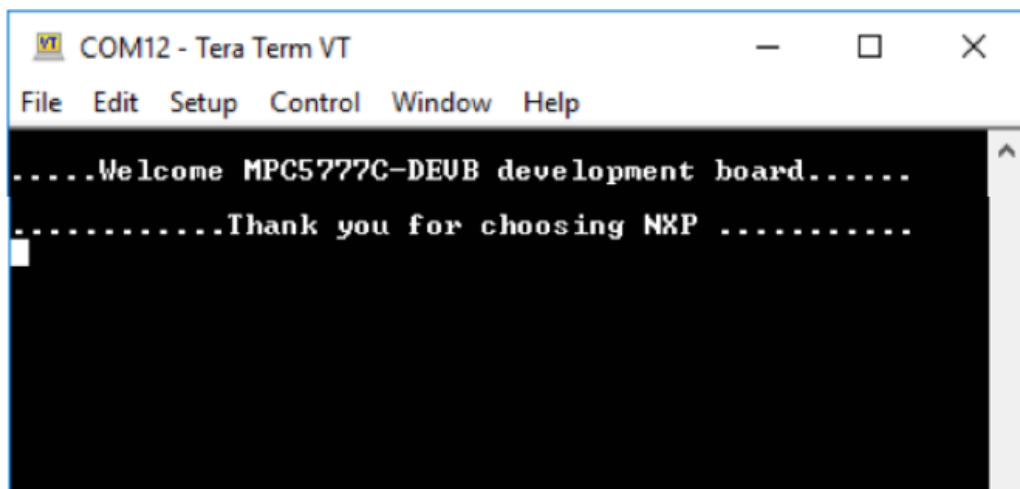 COM12 - Tera Term VT
File Edit Setup Control Window Help
.....Welcome MPC5777C-DEVB development board......
............Thank you for choosing NXP ...........